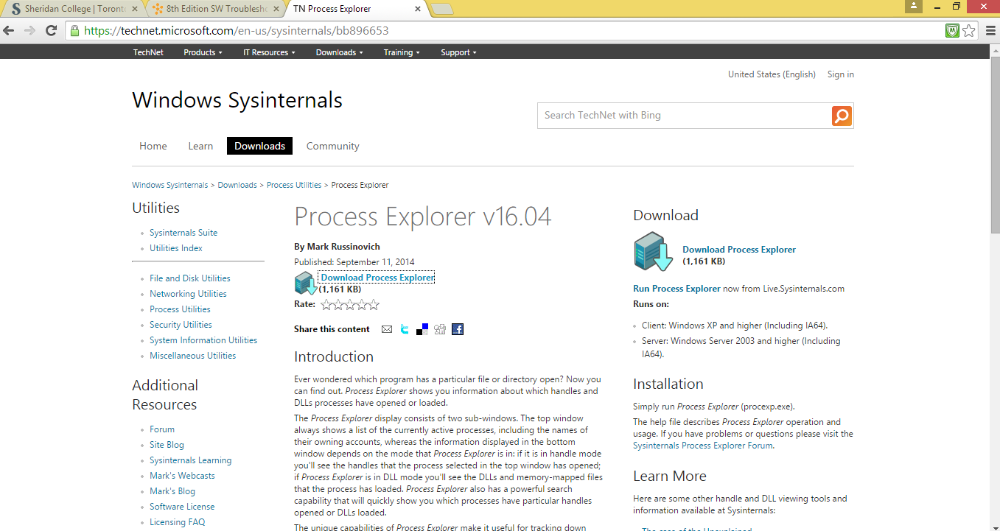 Sheridan College | Toront
8th Edition SW Troublesho
TN Process Explorer
https://technet.microsoft.com/en-us/sysinternals/bb896653
TechNet Products IT Resources Downloads Training Support
United States (English) Sign in
Windows Sysinternals
Search TechNet with Bing
Home Learn Downloads Community
Windows Sysinternals > Downloads > Process Utilities > Process Explorer
Utilities
Sysinternals Suite
Utilities Index
File and Disk Utilities
Networking Utilities
Process Utilities
Security Utilities
System Information Utilities
Miscellaneous Utilities
Additional
Resources
Forum
Site Blog
Sysinternals Learning
Mark's Webcasts
Mark's Blog
Software License
Licensing FAQ
Process Explorer v16.04
By Mark Russinovich
Published: September 11, 2014
Download Process Explorer
(1,161 KB)
Rate:
Share this content
Introduction
Ever wondered which program has a particular file or directory open? Now you
can find out. Process Explorer shows you information about which handles and
DLLs processes have opened or loaded.
The Process Explorer display consists of two sub-windows. The top window
always shows a list of the currently active processes, including the names of
their owning accounts, whereas the information displayed in the bottom
window depends on the mode that Process Explorer is in: if it is in handle mode
you'll see the handles that the process selected in the top window has opened;
if Process Explorer is in DLL mode you'll see the DLLs and memory-mapped files
that the process has loaded. Process Explorer also has a powerful search
capability that will quickly show you which processes have particular handles
opened or DLLs loaded.
The unique capabilities of Process Explorer make it useful for tracking down
Download
Download Process Explorer
(1,161 KB)
Run Process Explorer now from Live.Sysinternals.com
Runs on:
Client: Windows XP and higher (Including IA64).
Server: Windows Server 2003 and higher (Including
IA64).
Installation
Simply run Process Explorer (procexp.exe).
The help file describes Process Explorer operation and
usage. If you have problems or questions please visit the
Sysinternals Process Explorer Forum.
Learn More
Here are some other handle and DLL viewing tools and
information available at Sysinternals:
The case of the Unexplained